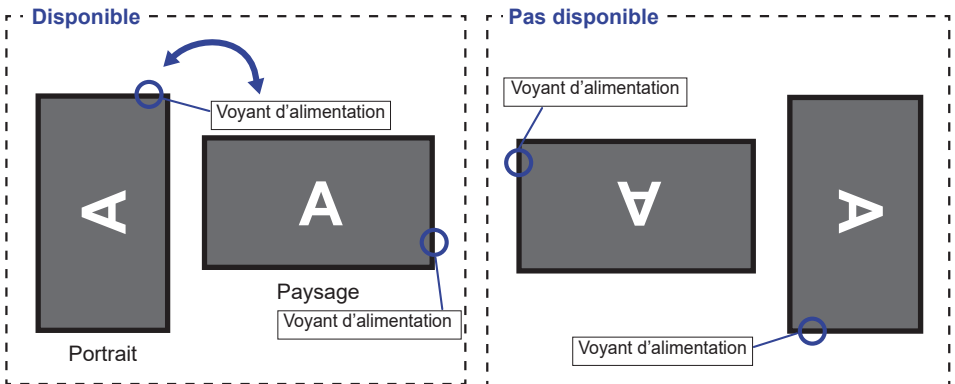 Disponible
Voyant d’alimentation
A
A
Paysage
Voyant d’alimentation
Portrait
Pas disponible
Voyant d’alimentation
A
A
Voyant d’alimentation